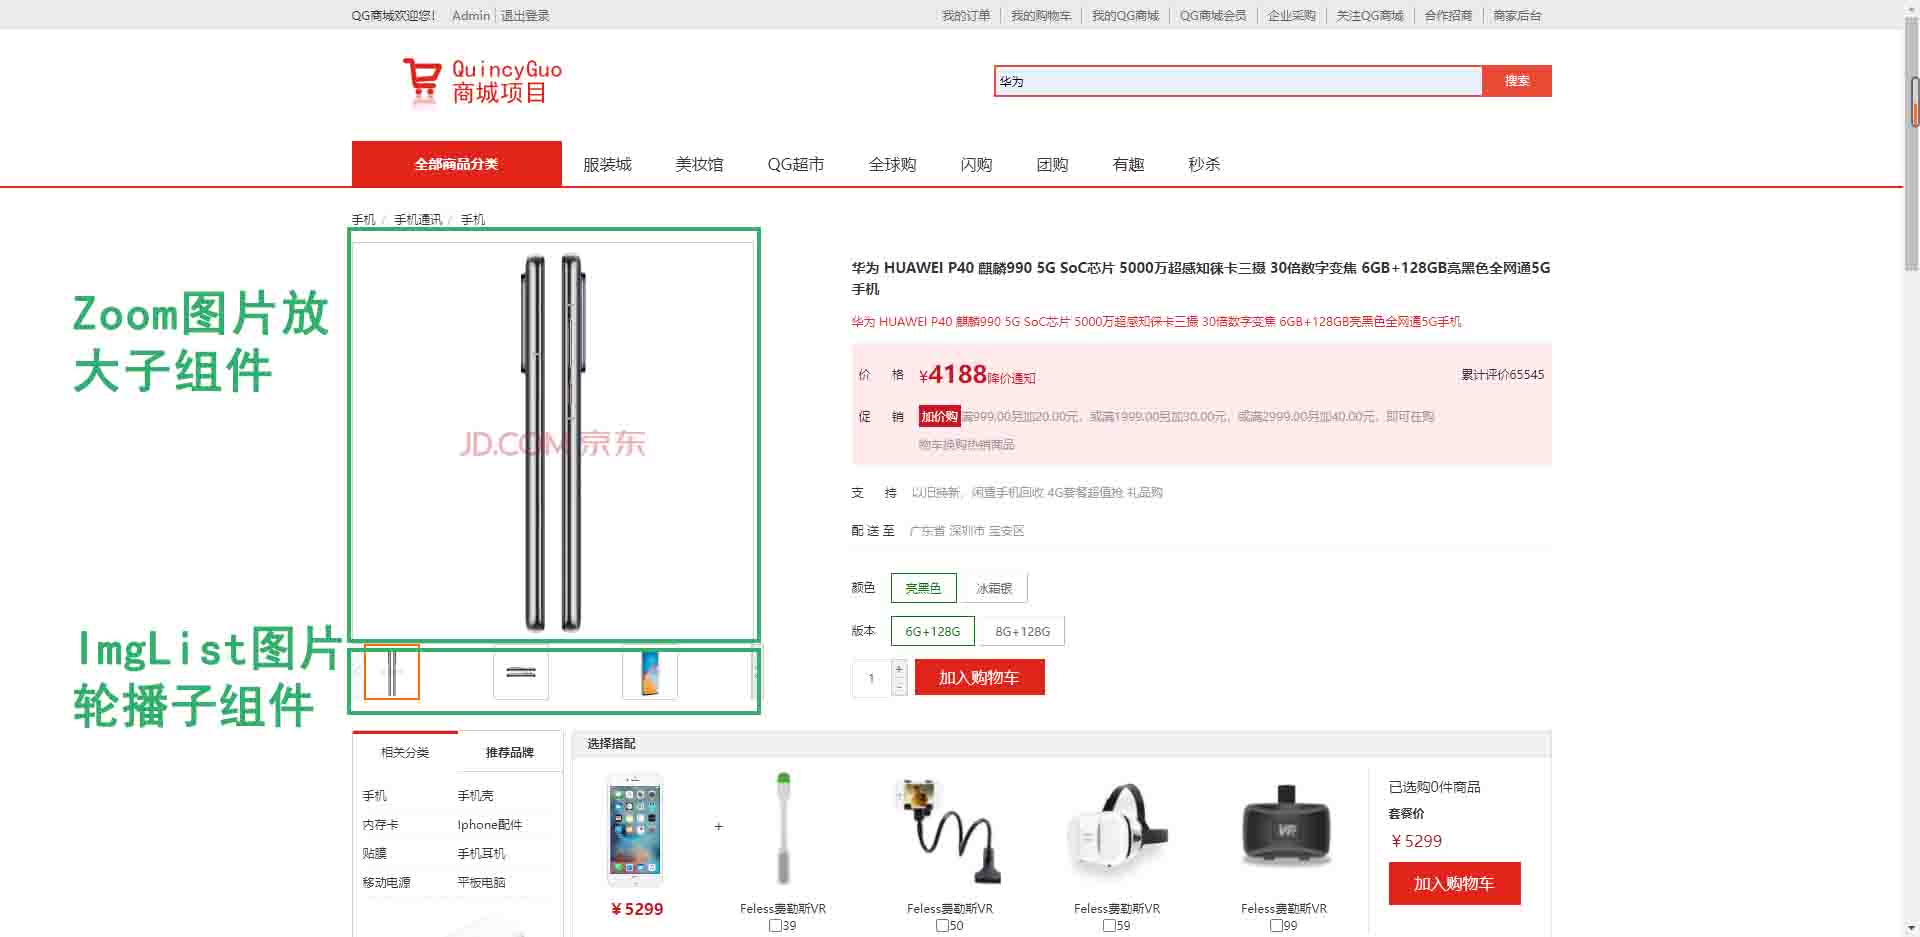 QG商城欢迎您！ Admin 退出登录 我的订单 我的购物车 我的QG商城 QG商城会员 企业采购 关注QG商城 合作招商 商家后台
QuincyGuo
商城项目
华为 搜索
全部商品分类 服装城 美妆馆 QG超市 全球购 闪购 团购 有趣 秒杀
手机 / 手机通讯 / 手机
Zoom图片放
大子组件
JD.COM 京东
ImgList图片
轮播子组件
华为 HUAWEI P40 麒麟990 5G SoC芯片 5000万超感知徕卡三摄 30倍数字变焦 6GB+128GB亮黑色全网通5G
手机
华为 HUAWEI P40 麒麟990 5G SoC芯片 5000万超感知徕卡三摄 30倍数字变焦 6GB+128GB亮黑色全网通5G手机
价 格 ¥4188降价通知 累计评价65545
促 销 加价购 满999.00另加20.00元，或满1999.00另加30.00元，或满2999.00另加40.00元，即可在购
物车换购热销商品
支 持 以旧换新，闲置手机回收 4G套餐超值抢 礼品购
配 送 至 广东省 深圳市 宝安区
颜色 亮黑色 冰霜银
版本 6G+128G 8G+128G
1 + - 加入购物车
相关分类 推荐品牌
手机 手机壳
内存卡 Iphone配件
贴膜 手机耳机
移动电源 平板电脑
选择搭配
+
¥5299
Feless费勒斯VR
39
Feless费勒斯VR
50
Feless费勒斯VR
59
VR
Feless费勒斯VR
99
已选购0件商品
套餐价
¥5299
加入购物车